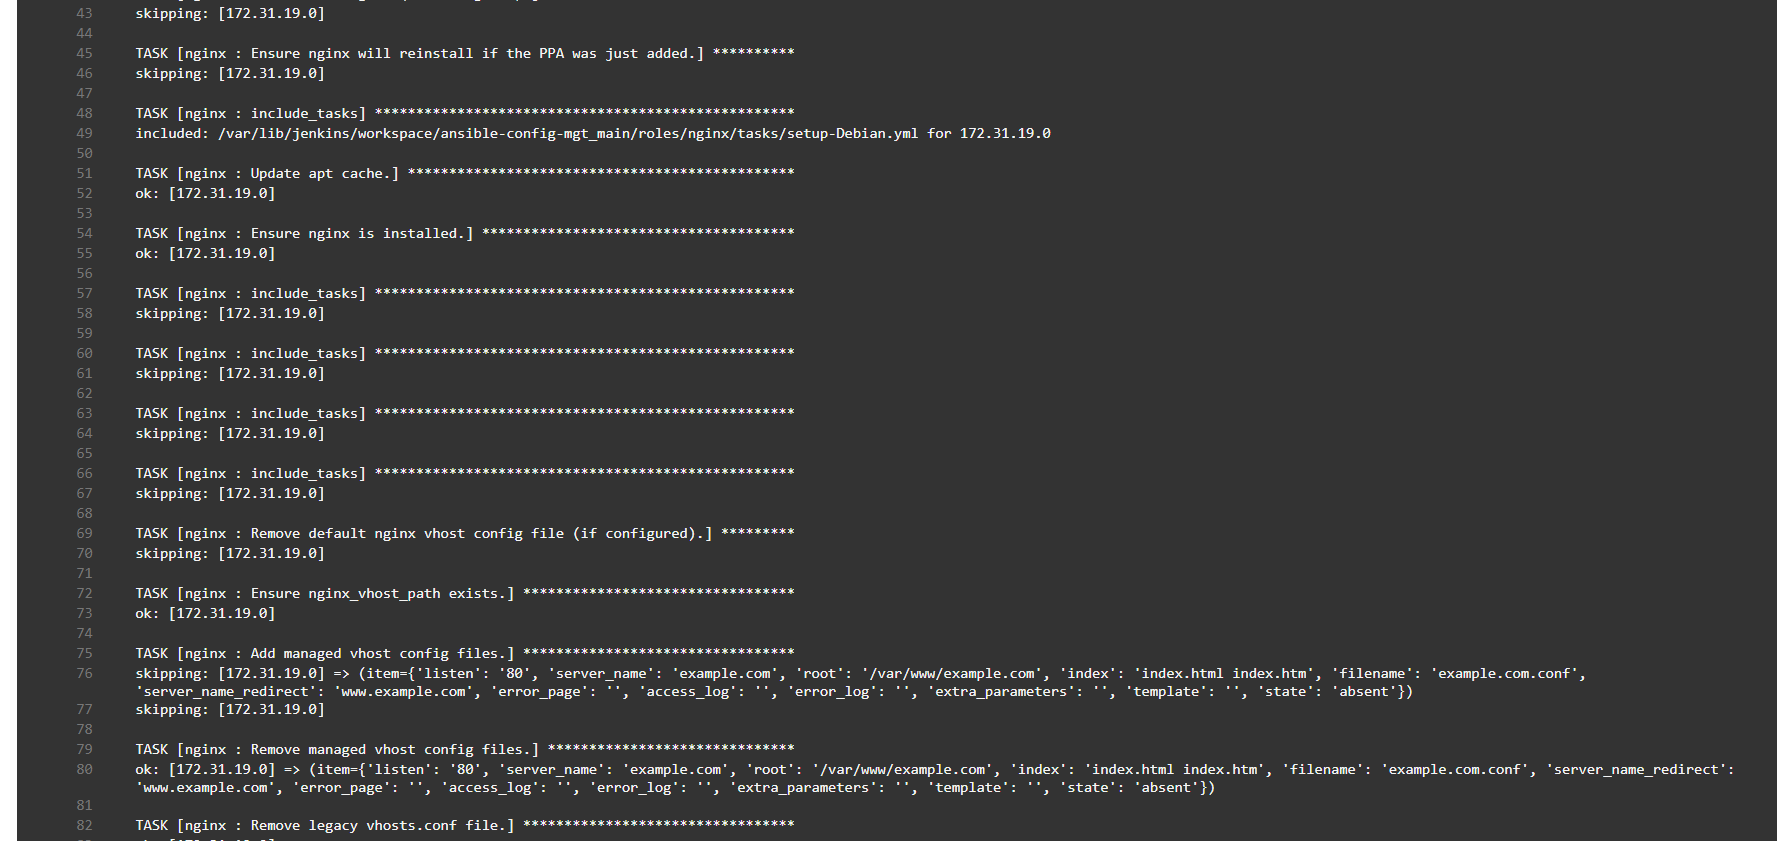 43 skipping: [172.31.19.0]
44
45 TASK [nginx : Ensure nginx will reinstall if the PPA was just added.] **********
46 skipping: [172.31.19.0]
47
48 TASK [nginx : include_tasks] ***************************************************
49 included: /var/lib/jenkins/workspace/ansible-config-mgt_main/roles/nginx/tasks/setup-Debian.yml for 172.31.19.0
50
51 TASK [nginx : Update apt cache.] ***********************************************
52 ok: [172.31.19.0]
53
54 TASK [nginx : Ensure nginx is installed.] **************************************
55 ok: [172.31.19.0]
56
57 TASK [nginx : include_tasks] ***************************************************
58 skipping: [172.31.19.0]
59
60 TASK [nginx : include_tasks] ***************************************************
61 skipping: [172.31.19.0]
62
63 TASK [nginx : include_tasks] ***************************************************
64 skipping: [172.31.19.0]
65
66 TASK [nginx : include_tasks] ***************************************************
67 skipping: [172.31.19.0]
68
69 TASK [nginx : Remove default nginx vhost config file (if configured).] *********
70 skipping: [172.31.19.0]
71
72 TASK [nginx : Ensure nginx_vhost_path exists.] *********************************
73 ok: [172.31.19.0]
74
75 TASK [nginx : Add managed vhost config files.] *********************************
76 skipping: [172.31.19.0] => (item={'listen': '80', 'server_name': 'example.com', 'root': '/var/www/example.com', 'index': 'index.html index.htm', 'filename': 'example.com.conf',
'server_name_redirect': 'www.example.com', 'error_page': '', 'access_log': '', 'error_log': '', 'extra_parameters': '', 'template': '', 'state': 'absent'})
77 skipping: [172.31.19.0]
78
79 TASK [nginx : Remove managed vhost config files.] ******************************
80 ok: [172.31.19.0] => (item={'listen': '80', 'server_name': 'example.com', 'root': '/var/www/example.com', 'index': 'index.html index.htm', 'filename': 'example.com.conf', 'server_name_redirect':
'www.example.com', 'error_page': '', 'access_log': '', 'error_log': '', 'extra_parameters': '', 'template': '', 'state': 'absent'})
81
82 TASK [nginx : Remove legacy vhosts.conf file.] *********************************